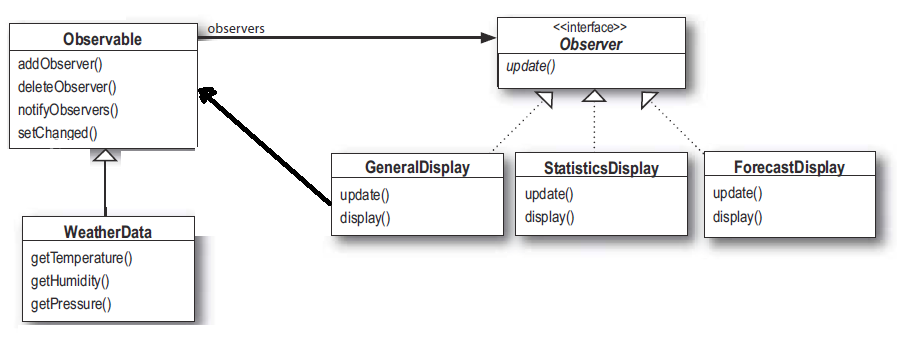 Observable
addObserver()
deleteObserver()
notifyObservers()
setChanged()
observers
<<interface>>
Observer
update()
GeneralDisplay
update()
display()
StatisticsDisplay
update()
display()
ForecastDisplay
update()
display()
WeatherData
getTemperature()
getHumidity()
getPressure()